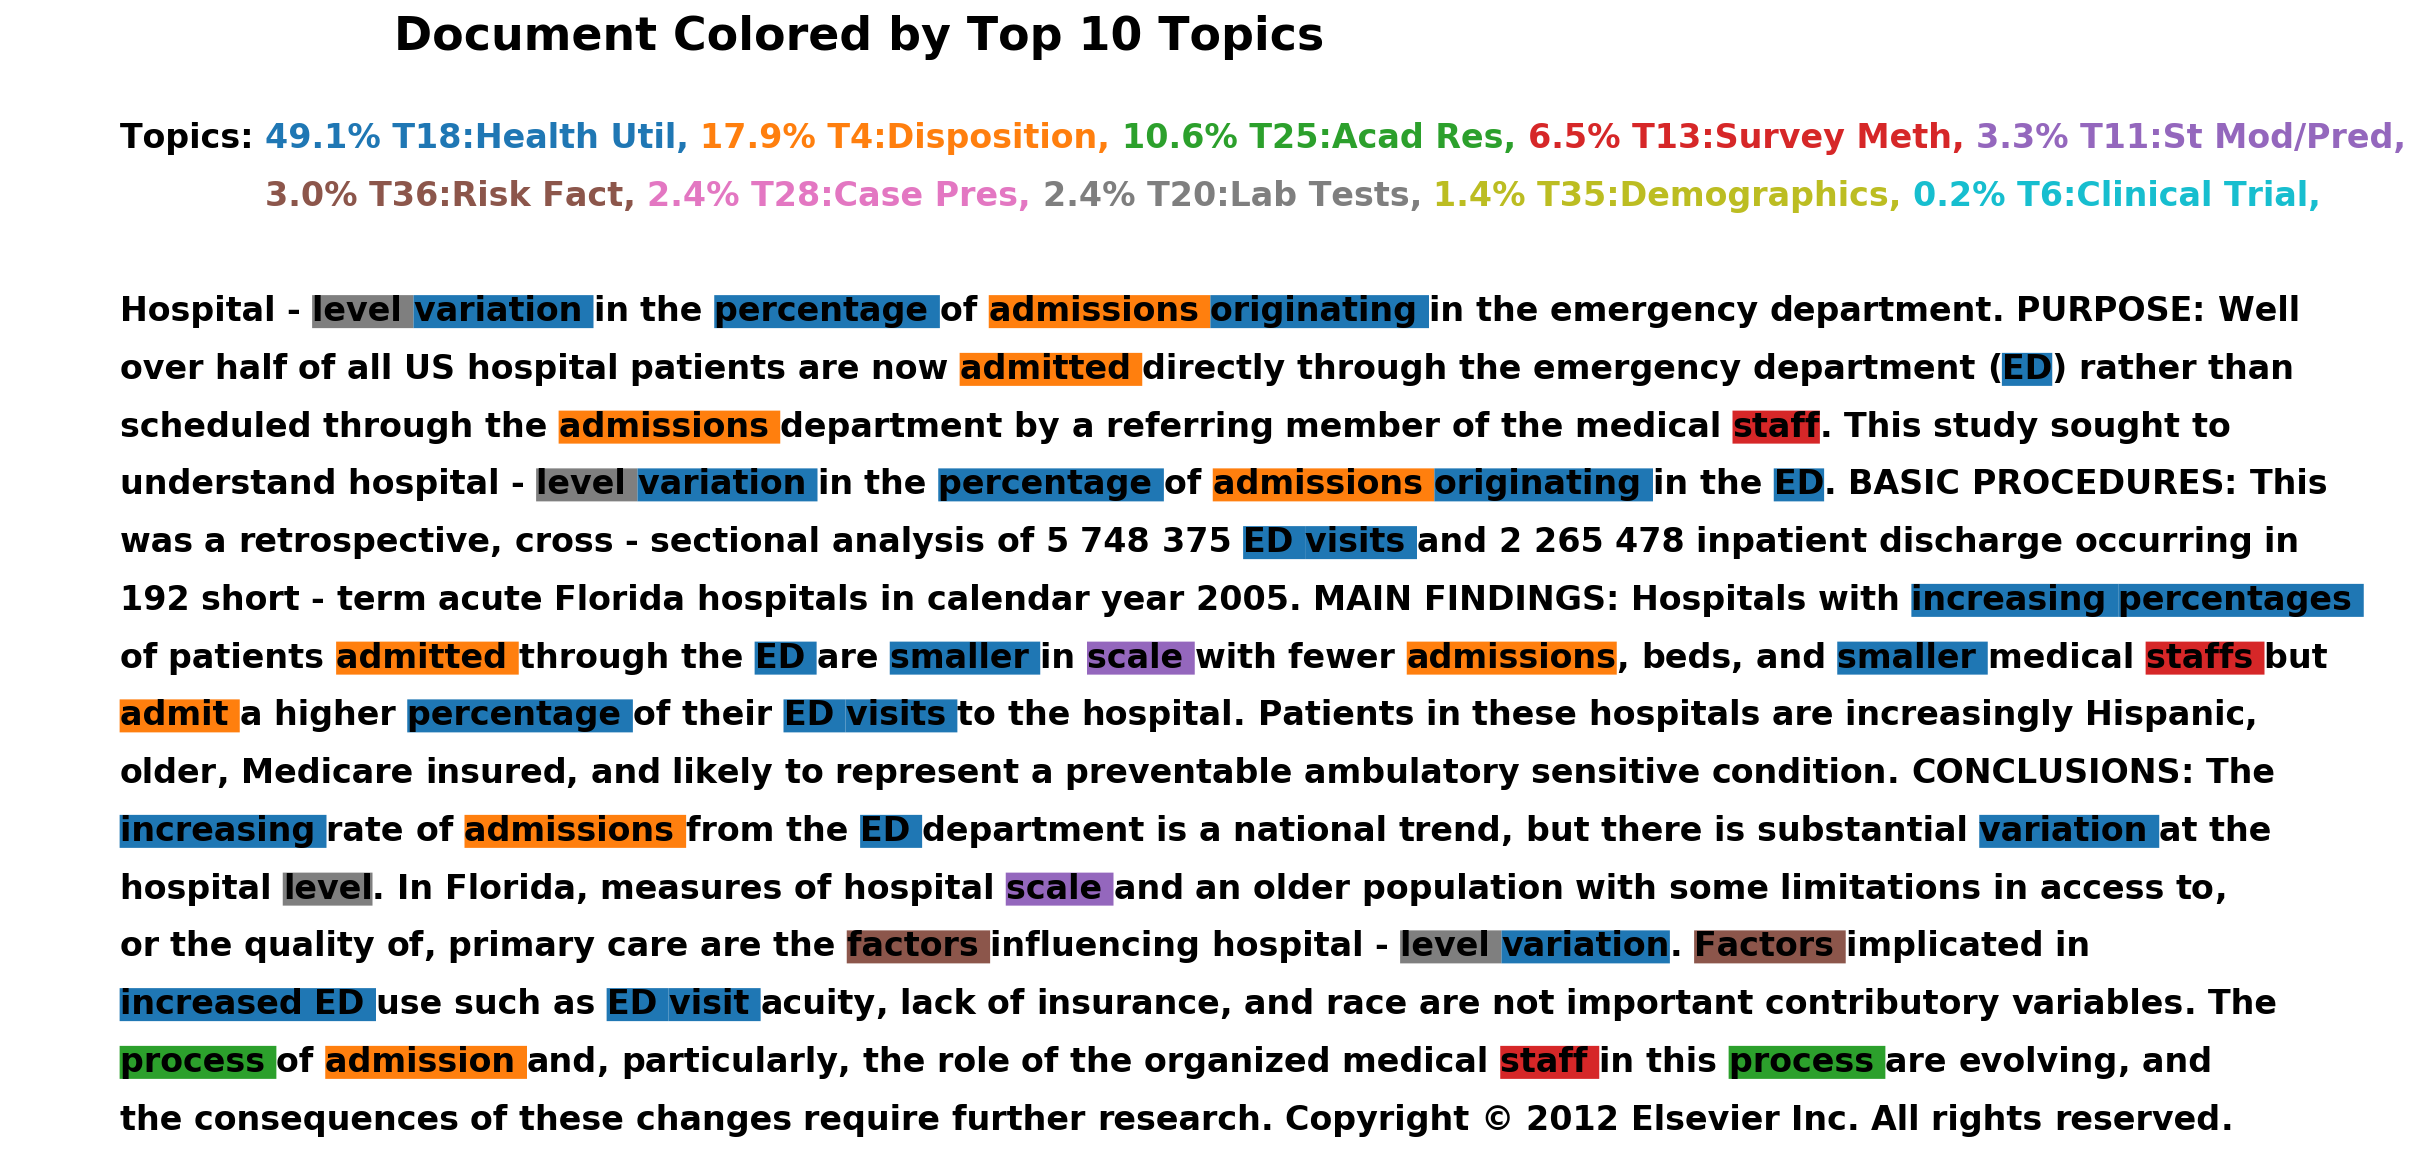 Document Colored by Top 10 Topics
Topics: 49.1% T18:Health Util, 17.9% T4:Disposition, 10.6% T25:Acad Res, 6.5% T13:Survey Meth, 3.3% T11:St Mod/Pred,
3.0% T36:Risk Fact, 2.4% T28:Case Pres, 2.4% T20:Lab Tests, 1.4% T35:Demographics, 0.2% T6:Clinical Trial,
Hospital - level variation in the percentage of admissions originating in the emergency department. PURPOSE: Well
over half of all US hospital patients are now admitted directly through the emergency department (ED) rather than
scheduled through the admissions department by a referring member of the medical staff. This study sought to
understand hospital - level variation in the percentage of admissions originating in the ED. BASIC PROCEDURES: This
was a retrospective, cross - sectional analysis of 5 748 375 ED visits and 2 265 478 inpatient discharge occurring in
192 short - term acute Florida hospitals in calendar year 2005. MAIN FINDINGS: Hospitals with increasing percentages
of patients admitted through the ED are smaller in scale with fewer admissions, beds, and smaller medical staffs but
admit a higher percentage of their ED visits to the hospital. Patients in these hospitals are increasingly Hispanic,
older, Medicare insured, and likely to represent a preventable ambulatory sensitive condition. CONCLUSIONS: The
increasing rate of admissions from the ED department is a national trend, but there is substantial variation at the
hospital level. In Florida, measures of hospital scale and an older population with some limitations in access to,
or the quality of, primary care are the factors influencing hospital - level variation. Factors implicated in
increased ED use such as ED visit acuity, lack of insurance, and race are not important contributory variables. The
process of admission and, particularly, the role of the organized medical staff in this process are evolving, and
the consequences of these changes require further research. Copyright © 2012 Elsevier Inc. All rights reserved.